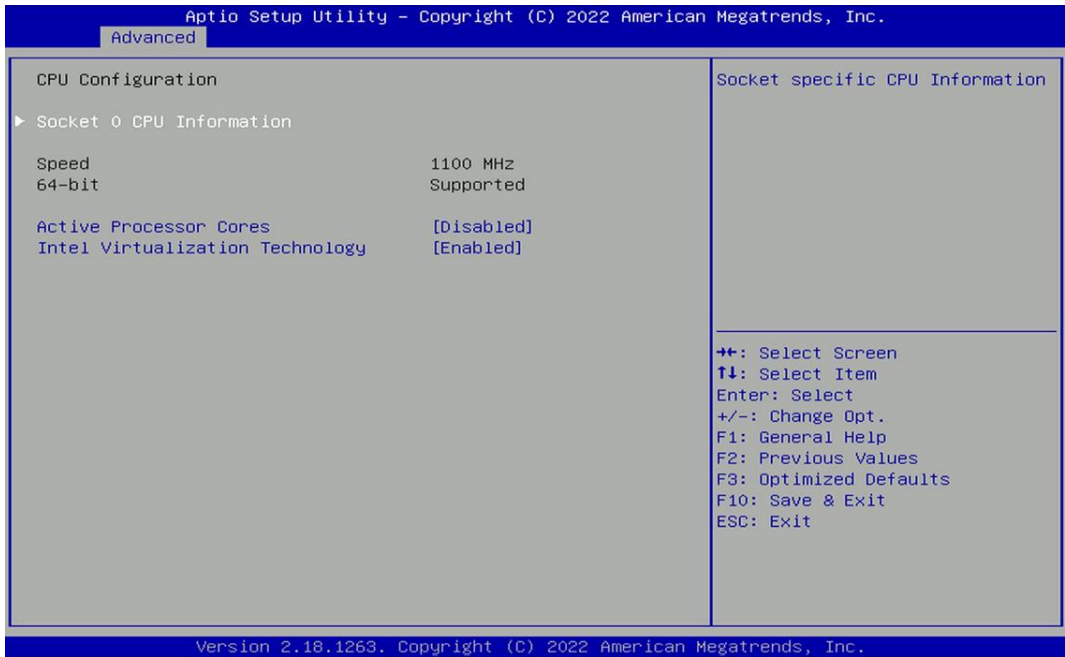 Aptio Setup Utility – Copyright (C) 2022 American Megatrends, Inc.
Advanced
CPU Configuration
Socket 0 CPU Information
Speed 1100 MHz
64-bit Supported
Active Processor Cores [Disabled]
Intel Virtualization Technology [Enabled]
Socket specific CPU Information
→←: Select Screen
↑↓: Select Item
Enter: Select
+/-: Change Opt.
F1: General Help
F2: Previous Values
F3: Optimized Defaults
F10: Save & Exit
ESC: Exit
Version 2.18.1263. Copyright (C) 2022 American Megatrends, Inc.